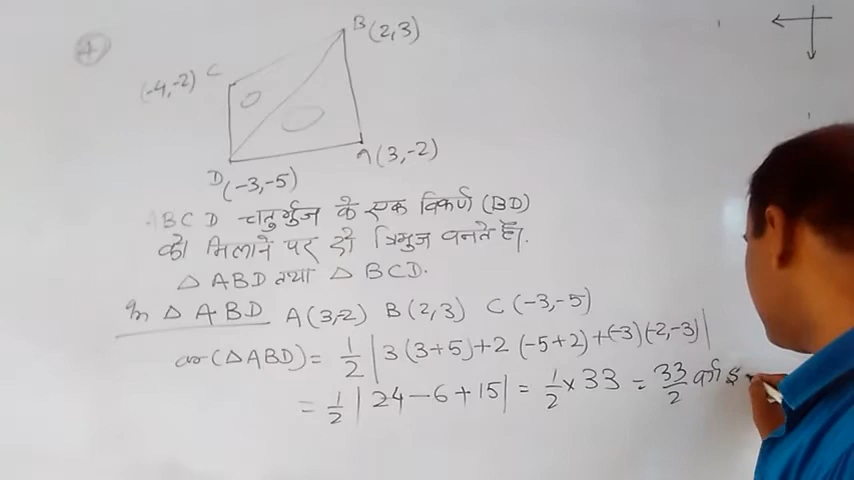 4
B (2,3)
(-4,-2) C
A (3,-2)
D (-3,-5)
ABCD चतुर्भुज के एक विकर्ण (BD)
को मिलाने पर दो त्रिभुज बनते हैं.
△ ABD तथा △ BCD.
In △ ABD A(3,-2) B(2,3) C(-3,-5)
ar(△ABD) = 1/2 |3(3+5)+2(-5+2)+(-3)(-2,-3)|
= 1/2 |24-6+15| = 1/2 × 33 = 33/2 वर्ग इ